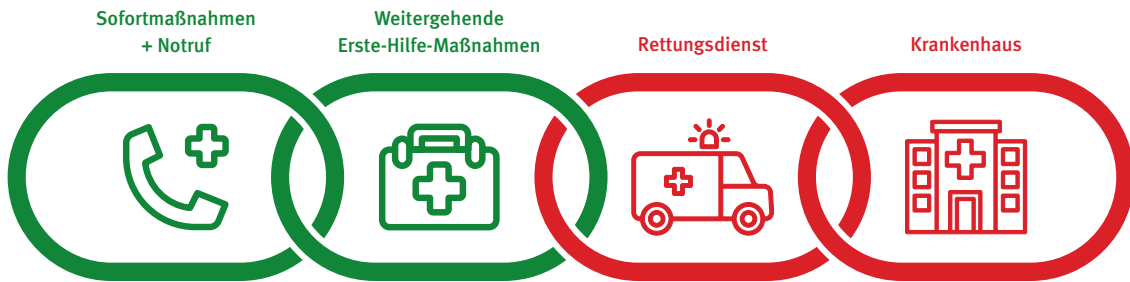 Sofortmaßnahmen
+ Notruf
Weitergehende
Erste-Hilfe-Maßnahmen
Rettungsdienst
Krankenhaus